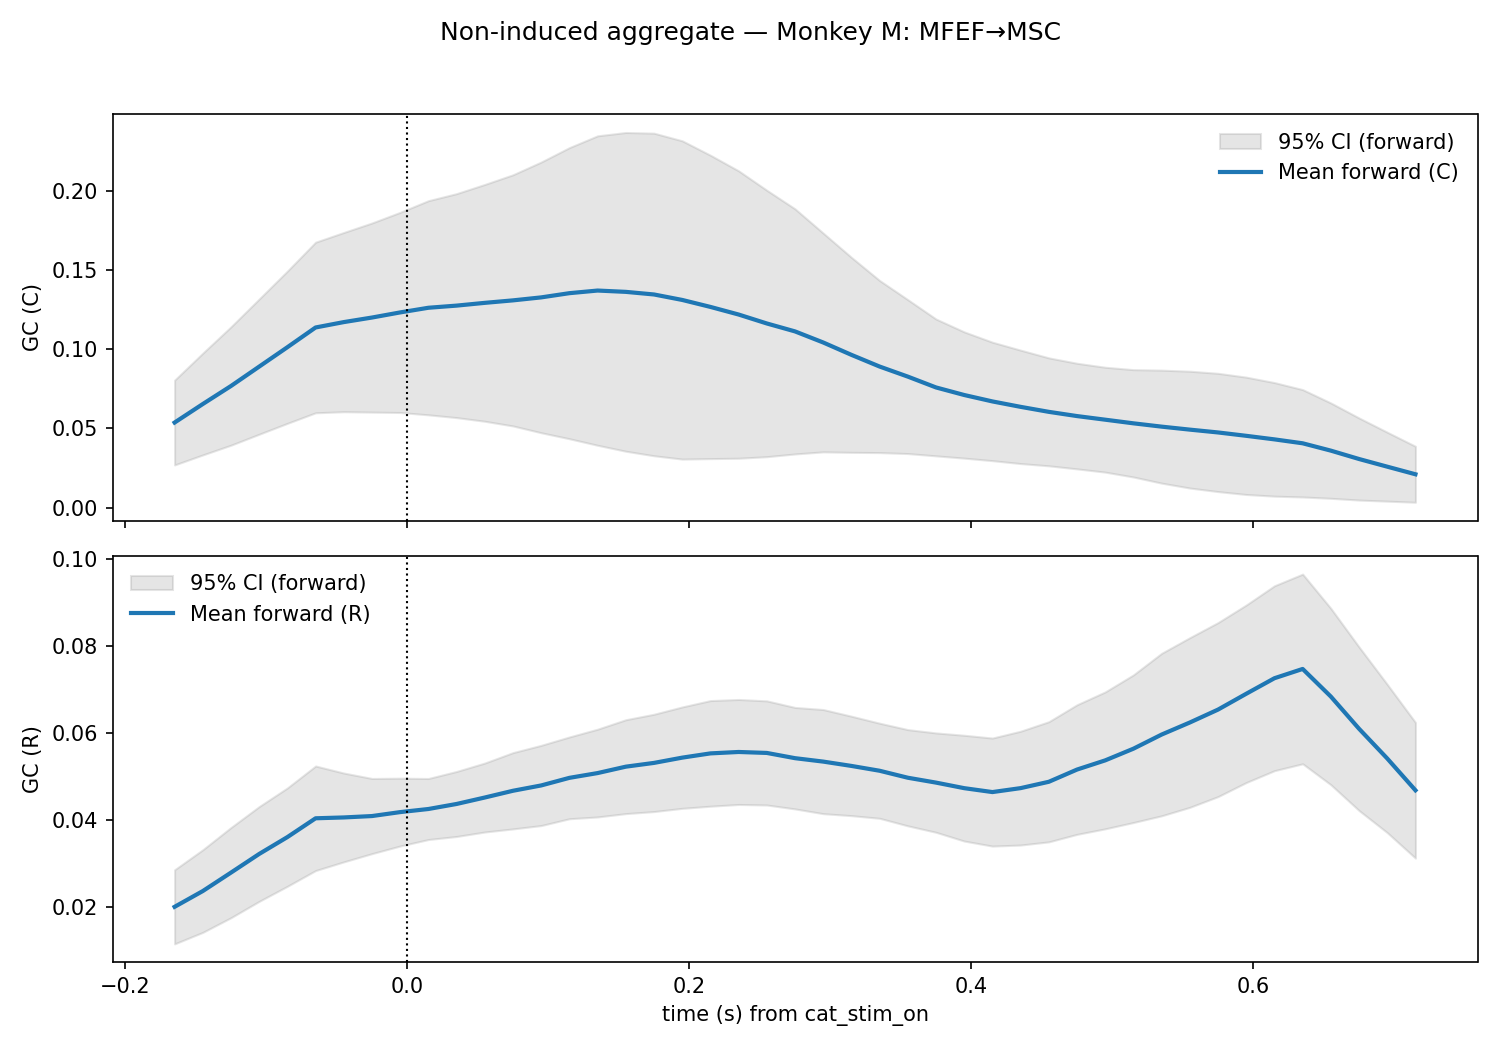 Non-induced aggregate — Monkey M: MFEF→MSC
GC (C)
0.20
0.15
0.10
0.05
0.00
95% CI (forward)
Mean forward (C)
GC (R)
0.10
0.08
0.06
0.04
0.02
95% CI (forward)
Mean forward (R)
−0.2 0.0 0.2 0.4 0.6
time (s) from cat_stim_on